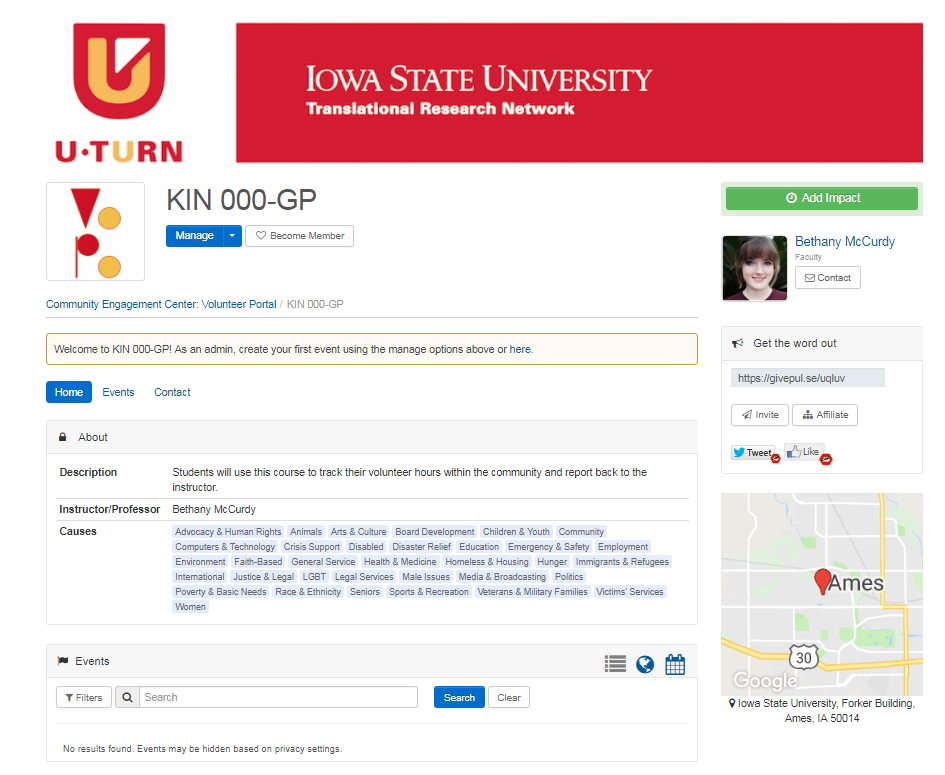 IOWA STATE UNIVERSITY
Translational Research Network
U·TURN
KIN 000-GP
Manage
Become Member
Community Engagement Center: Volunteer Portal / KIN 000-GP
Welcome to KIN 000-GP! As an admin, create your first event using the manage options above or here.
Home Events Contact
About
Description Students will use this course to track their volunteer hours within the community and report back to the
instructor.
Instructor/Professor Bethany McCurdy
Causes Advocacy & Human Rights Animals Arts & Culture Board Development Children & Youth Community
Computers & Technology Crisis Support Disabled Disaster Relief Education Emergency & Safety Employment
Environment Faith-Based General Service Health & Medicine Homeless & Housing Hunger Immigrants & Refugees
International Justice & Legal LGBT Legal Services Male Issues Media & Broadcasting Politics
Poverty & Basic Needs Race & Ethnicity Seniors Sports & Recreation Veterans & Military Families Victims' Services
Women
Events
Filters Search Search Clear
No results found. Events may be hidden based on privacy settings.
Add Impact
Bethany McCurdy
Faculty
Contact
Get the word out
https://givepul.se/uqluv
Invite Affiliate
Tweet Like
Ames
30
Google
Iowa State University, Forker Building,
Ames, IA 50014